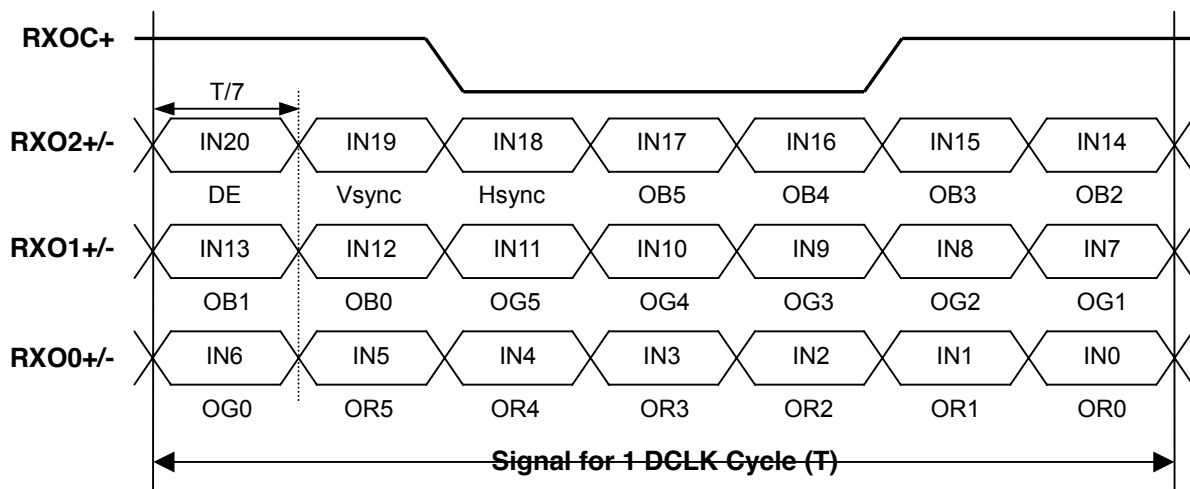 RXOC+
T/7
RXO2+/- IN20 IN19 IN18 IN17 IN16 IN15 IN14
DE Vsync Hsync OB5 OB4 OB3 OB2
RXO1+/- IN13 IN12 IN11 IN10 IN9 IN8 IN7
OB1 OB0 OG5 OG4 OG3 OG2 OG1
RXO0+/- IN6 IN5 IN4 IN3 IN2 IN1 IN0
OG0 OR5 OR4 OR3 OR2 OR1 OR0
Signal for 1 DCLK Cycle (T)